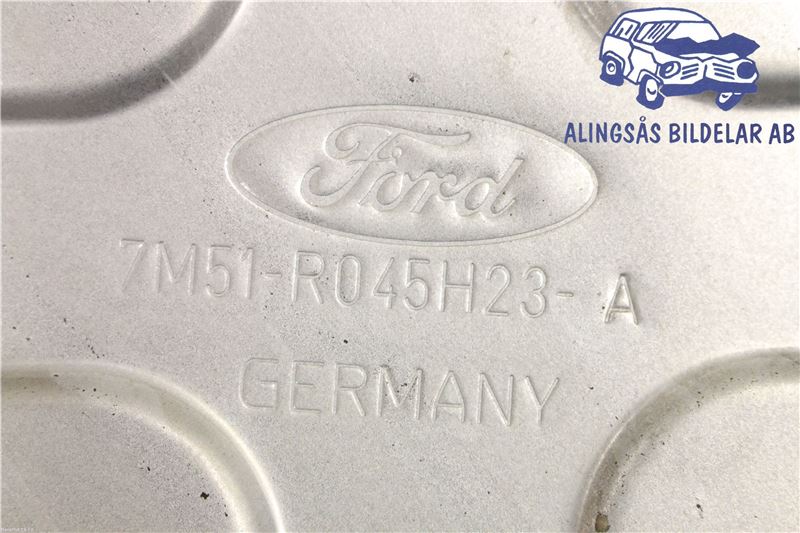 ALINGSÅS BILDELAR AB
Ford
7M51-R045H23- A
GERMANY